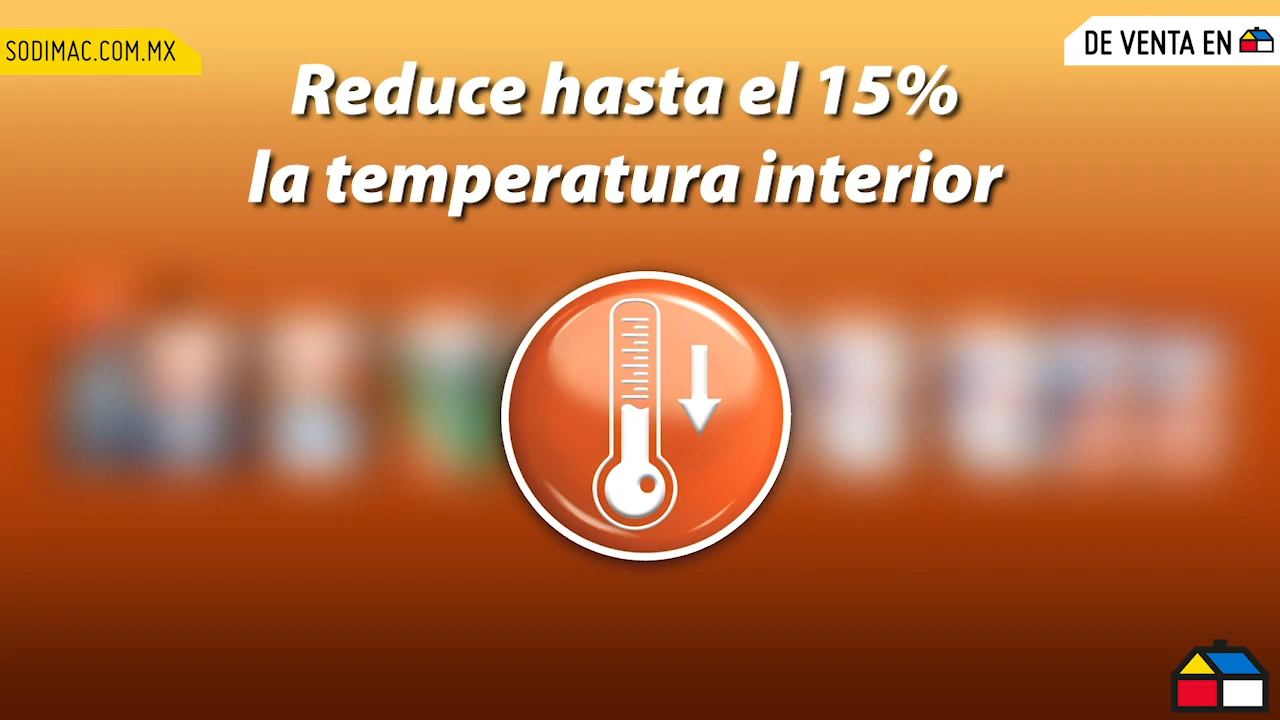 SODIMAC.COM.MX
DE VENTA EN
Reduce hasta el 15%
la temperatura interior